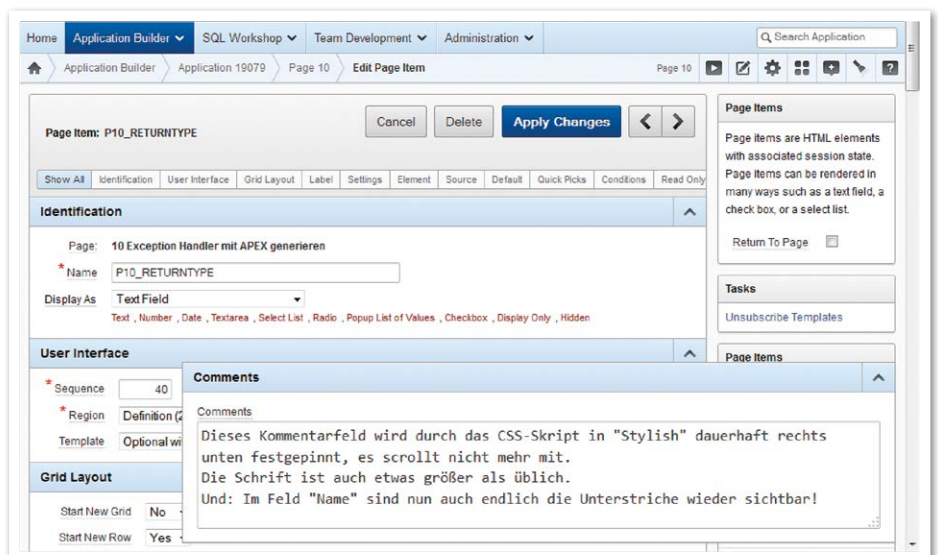 Home Application Builder SQL Workshop Team Development Administration Search Application
Application Builder Application 19079 Page 10 Edit Page Item Page 10
Page Item: P10_RETURNTYPE
Cancel Delete Apply Changes
Show All Identification User Interface Grid Layout Label Settings Element Source Default Quick Picks Conditions Read Only
Identification
Page: 10 Exception Handler mit APEX generieren
* Name P10_RETURNTYPE
Display As Text Field
Text , Number , Date , Textarea , Select List , Radio , Popup List of Values , Checkbox , Display Only , Hidden
User Interface
* Sequence 40
* Region Definition (2
Template Optional wi
Grid Layout
Start New Grid No
Start New Row Yes
Comments
Comments
Dieses Kommentarfeld wird durch das CSS-Skript in "Stylish" dauerhaft rechts
unten festgepinnt, es scrollt nicht mehr mit.
Die Schrift ist auch etwas größer als üblich.
Und: Im Feld "Name" sind nun auch endlich die Unterstriche wieder sichtbar!
Page Items
Page items are HTML elements
with associated session state.
Page items can be rendered in
many ways such as a text field, a
check box, or a select list.
Return To Page
Tasks
Unsubscribe Templates
Page Items